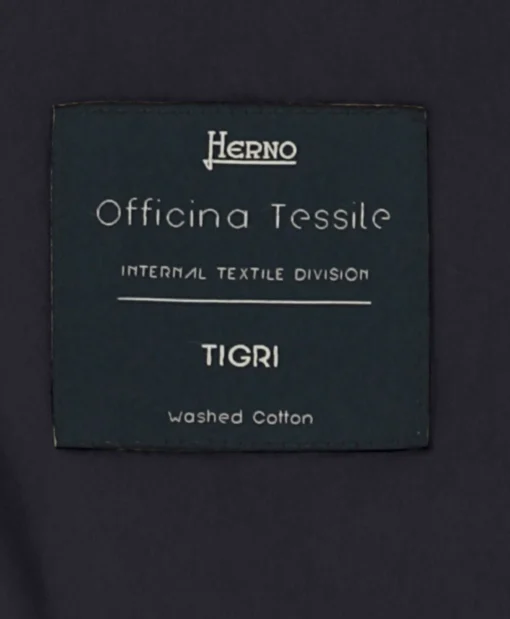 HERNO
Officina Tessile
INTERNAL TEXTILE DIVISION
TIGRI
Washed Cotton